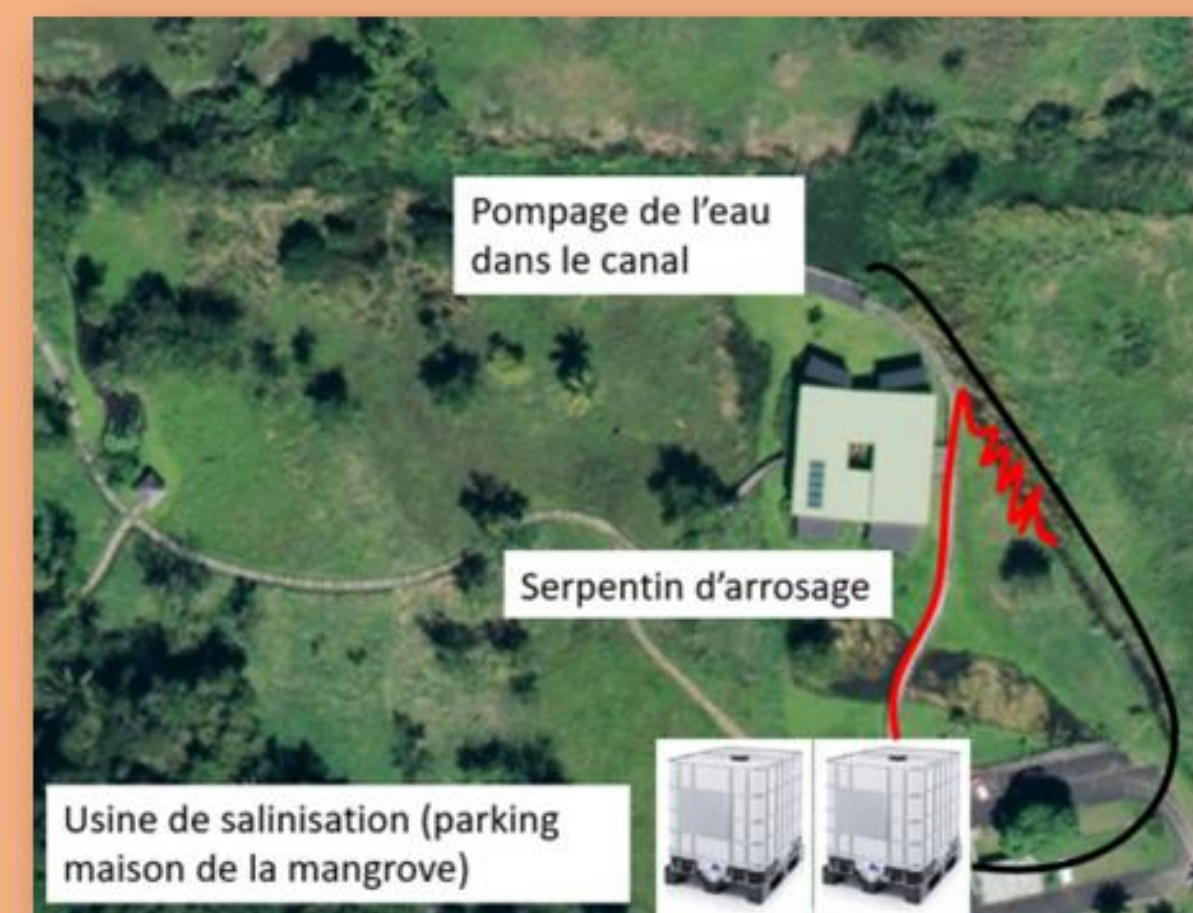 Pompage de l'eau
dans le canal
Serpentin d'arrosage
Usine de salinisation (parking
maison de la mangrove)